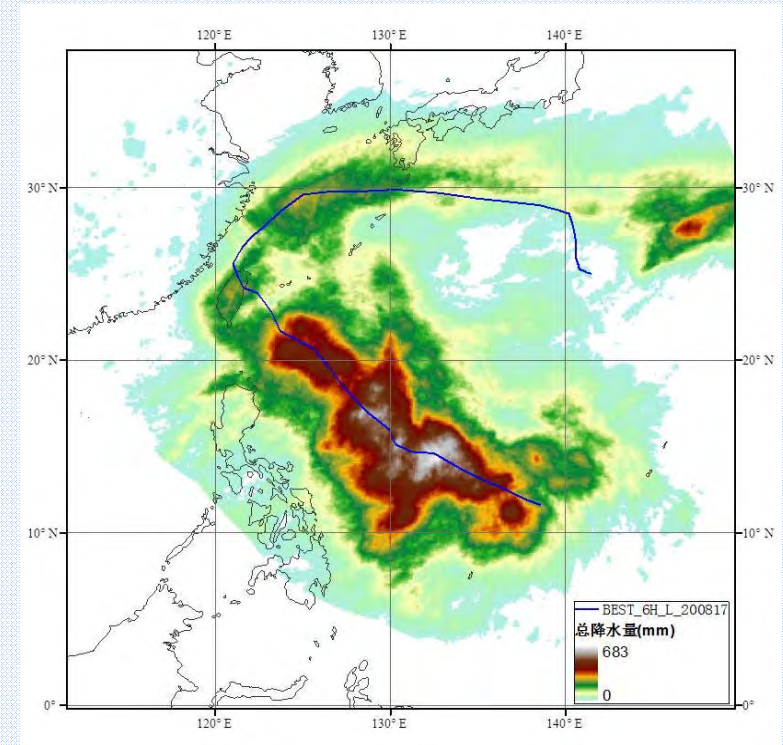 120° E 130° E 140° E
30° N 30° N
20° N 20° N
10° N 10° N
0° 0°
BEST_6H_L_200817
总降水量(mm)
683
0
120° E 130° E 140° E